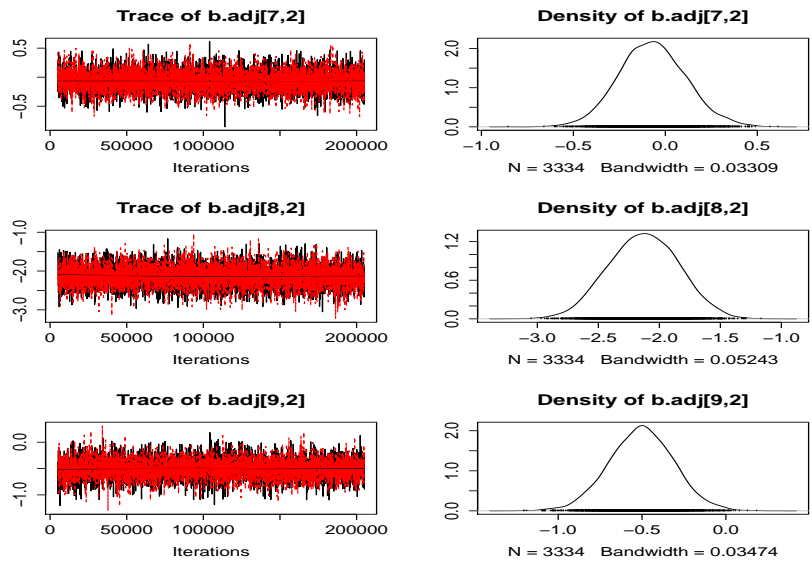 Trace of b.adj[7,2]
Density of b.adj[7,2]
0.5
−0.5
0 50000 100000 200000
Iterations
2.0
1.0
0.0
−1.0 −0.5 0.0 0.5
N = 3334 Bandwidth = 0.03309
Trace of b.adj[8,2]
Density of b.adj[8,2]
−1.0
−2.0
−3.0
0 50000 100000 200000
Iterations
1.2
0.6
0.0
−3.0 −2.5 −2.0 −1.5 −1.0
N = 3334 Bandwidth = 0.05243
Trace of b.adj[9,2]
Density of b.adj[9,2]
0.0
−1.0
0 50000 100000 200000
Iterations
2.0
1.0
0.0
−1.0 −0.5 0.0
N = 3334 Bandwidth = 0.03474